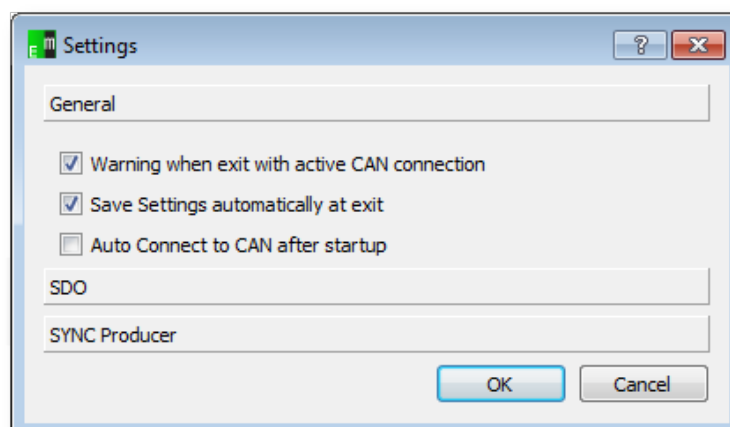 Em Settings
General
Warning when exit with active CAN connection
Save Settings automatically at exit
Auto Connect to CAN after startup
SDO
SYNC Producer
OK Cancel